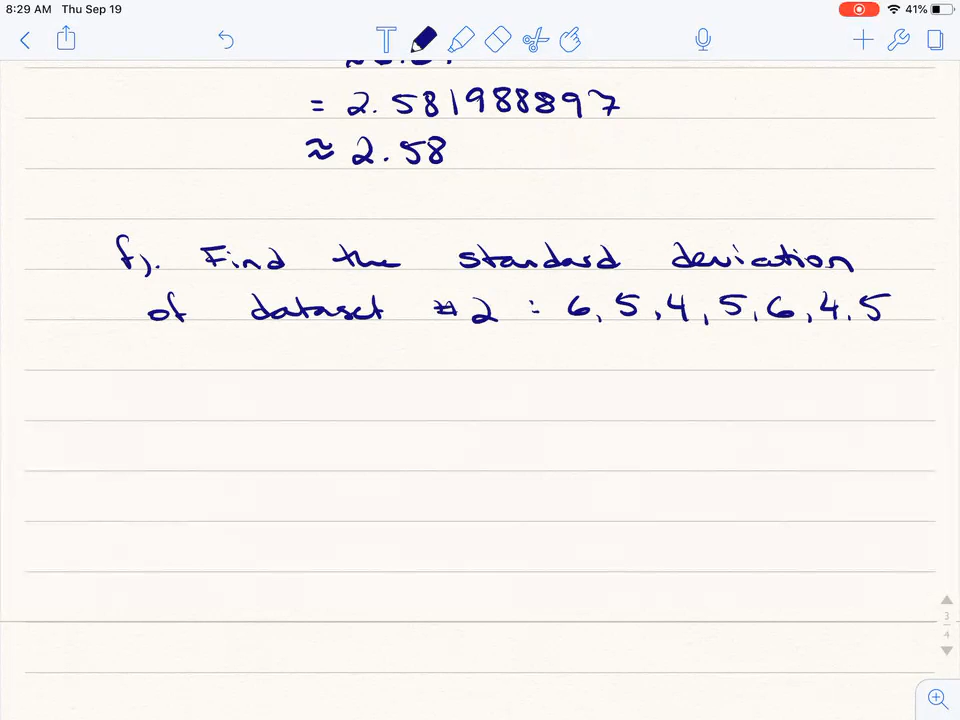 8:29 AM Thu Sep 19 41%
T
= 2.581988897
≈ 2.58
f). Find the standard deviation
of dataset #2 : 6, 5, 4, 5, 6, 4, 5
3
4